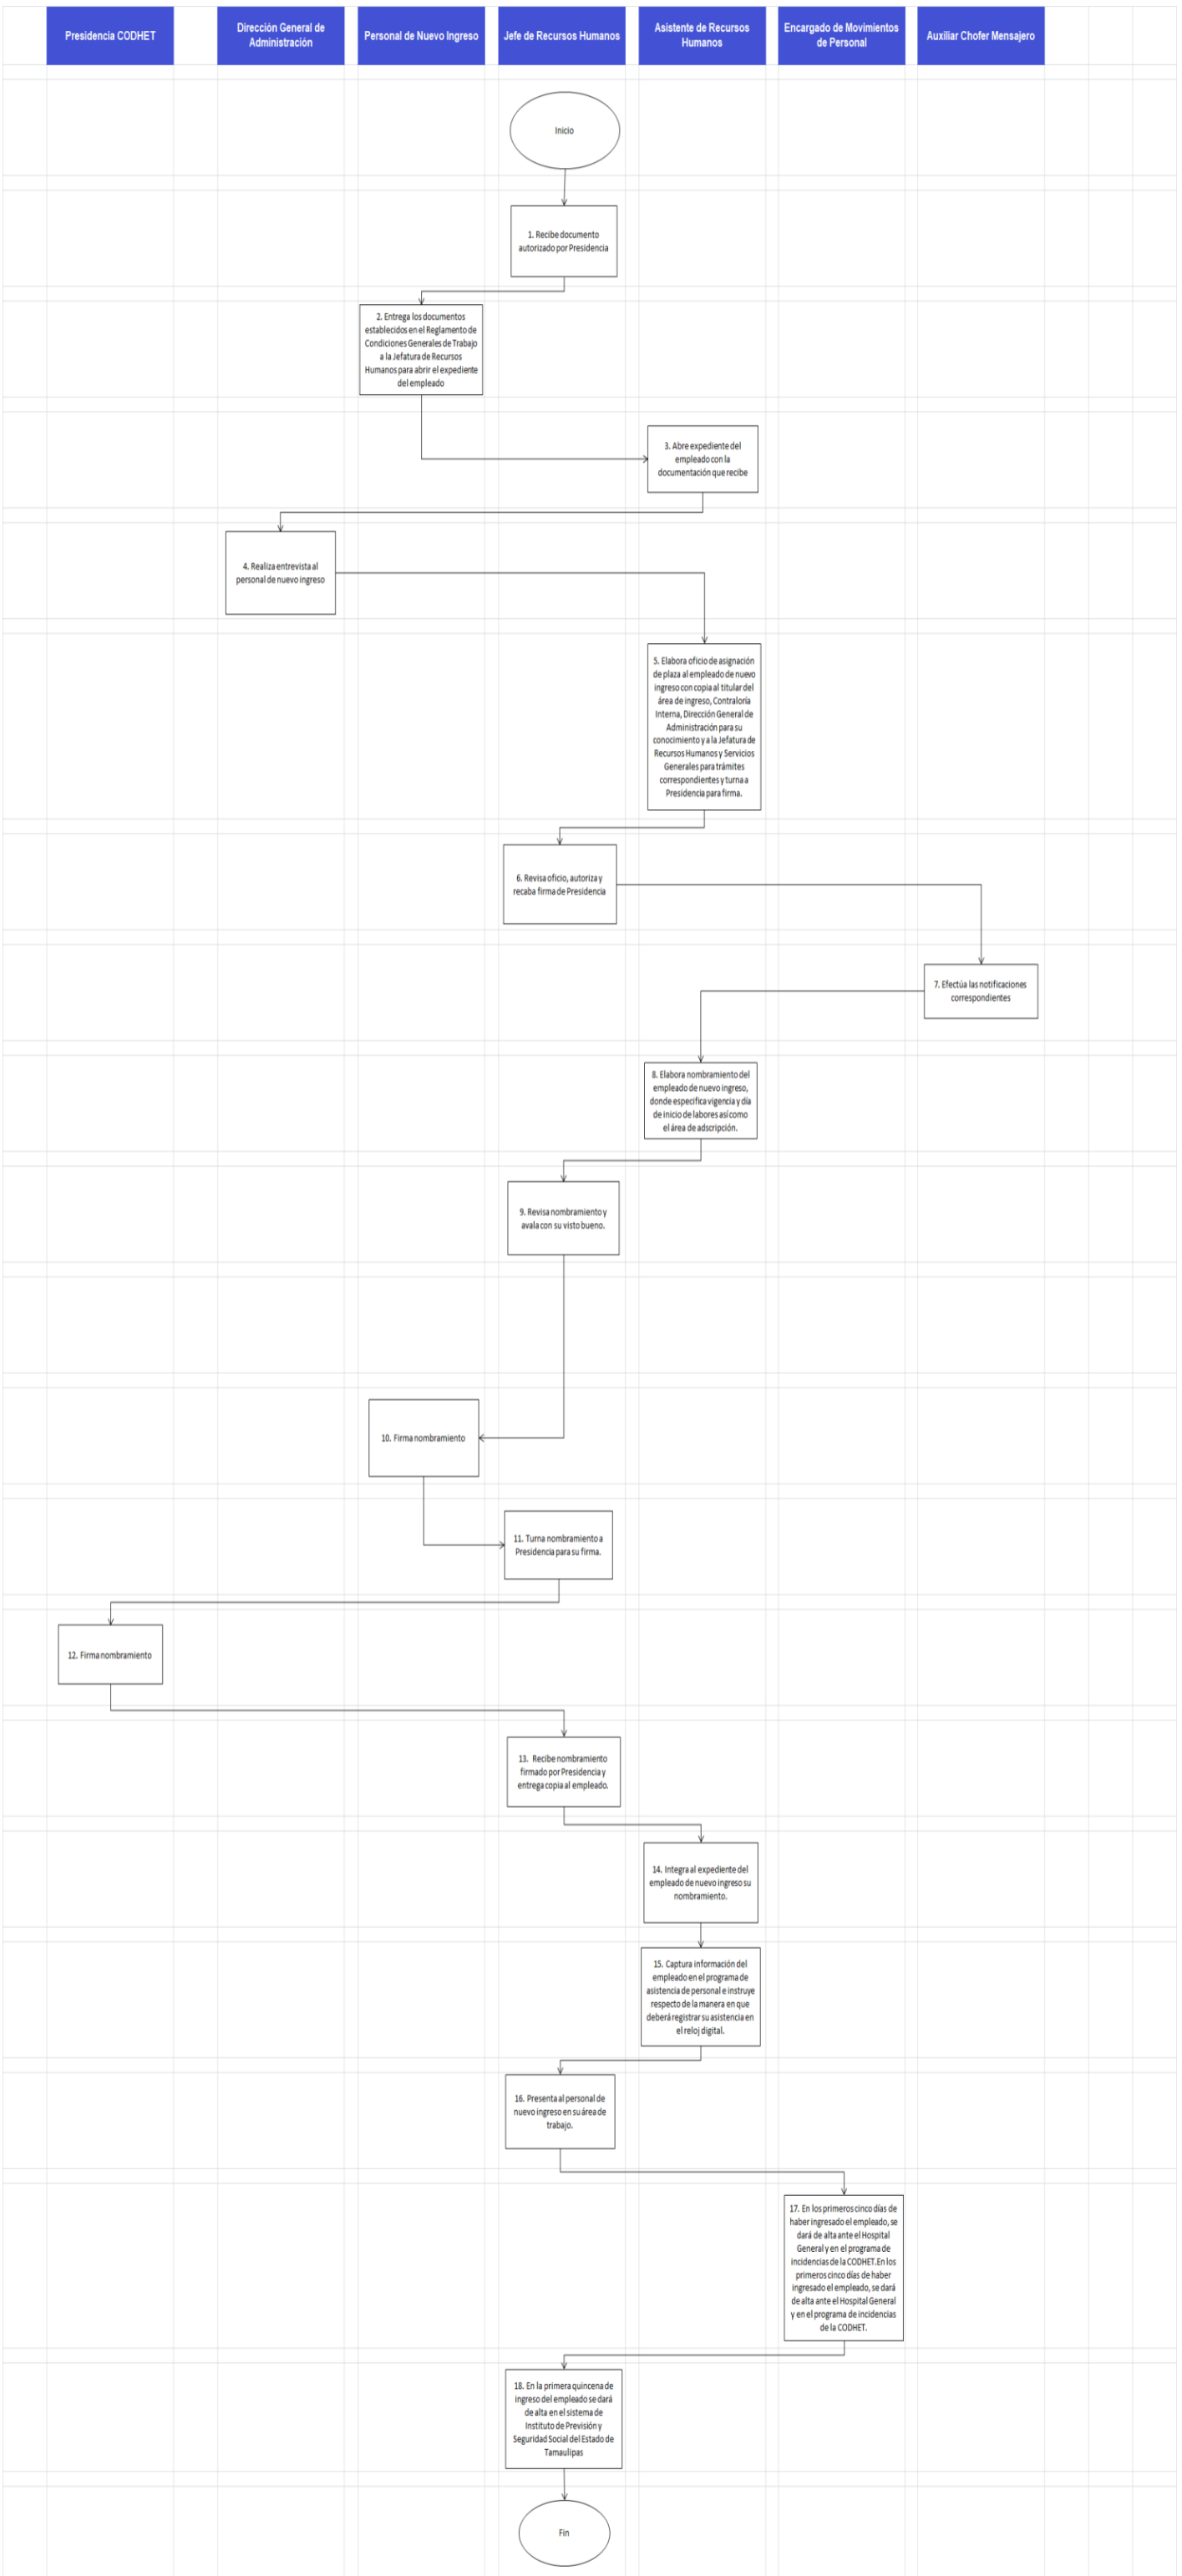 Presidencia CODHET
Dirección General de
Administración
Personal de Nuevo Ingreso
Jefe de Recursos Humanos
Asistente de Recursos
Humanos
Encargado de Movimientos
de Personal
Auxiliar Chofer Mensajero
Inicio
1. Recibe documento
autorizado por Presidencia
2. Entrega los documentos
establecidos en el Reglamento de
Condiciones Generales de Trabajo
a la Jefatura de Recursos
Humanos para abrir el expediente
del empleado
3. Abre expediente del
empleado con la
documentación que recibe
4. Realiza entrevista al
personal de nuevo ingreso
5. Elabora oficio de asignación
de plaza al empleado de nuevo
ingreso con copia al titular del
área de ingreso, Contraloría
Interna, Dirección General de
Administración para su
conocimiento y a la Jefatura de
Recursos Humanos y Servicios
Generales para trámites
correspondientes y turna a
Presidencia para firma.
6. Revisa oficio, autoriza y
recaba firma de Presidencia
7. Efectúa las notificaciones
correspondientes
8. Elabora nombramiento del
empleado de nuevo ingreso,
donde especifica vigencia y día
de inicio de labores así como
el área de adscripción.
9. Revisa nombramiento y
avala con su visto bueno.
10. Firma nombramiento
11. Turna nombramiento a
Presidencia para su firma.
12. Firma nombramiento
13. Recibe nombramiento
firmado por Presidencia y
entrega copia al empleado.
14. Integra al expediente del
empleado de nuevo ingreso su
nombramiento.
15. Captura información del
empleado en el programa de
asistencia de personal e instruye
respecto de la manera en que
deberá registrar su asistencia en
el reloj digital.
16. Presenta al personal de
nuevo ingreso en su área de
trabajo.
17. En los primeros cinco días de
haber ingresado el empleado, se
dará de alta ante el Hospital
General y en el programa de
incidencias de la CODHET.En los
primeros cinco días de haber
ingresado el empleado, se dará
de alta ante el Hospital General
y en el programa de incidencias
de la CODHET.
18. En la primera quincena de
ingreso del empleado se dará
de alta en el sistema de
Instituto de Previsión y
Seguridad Social del Estado de
Tamaulipas
Fin